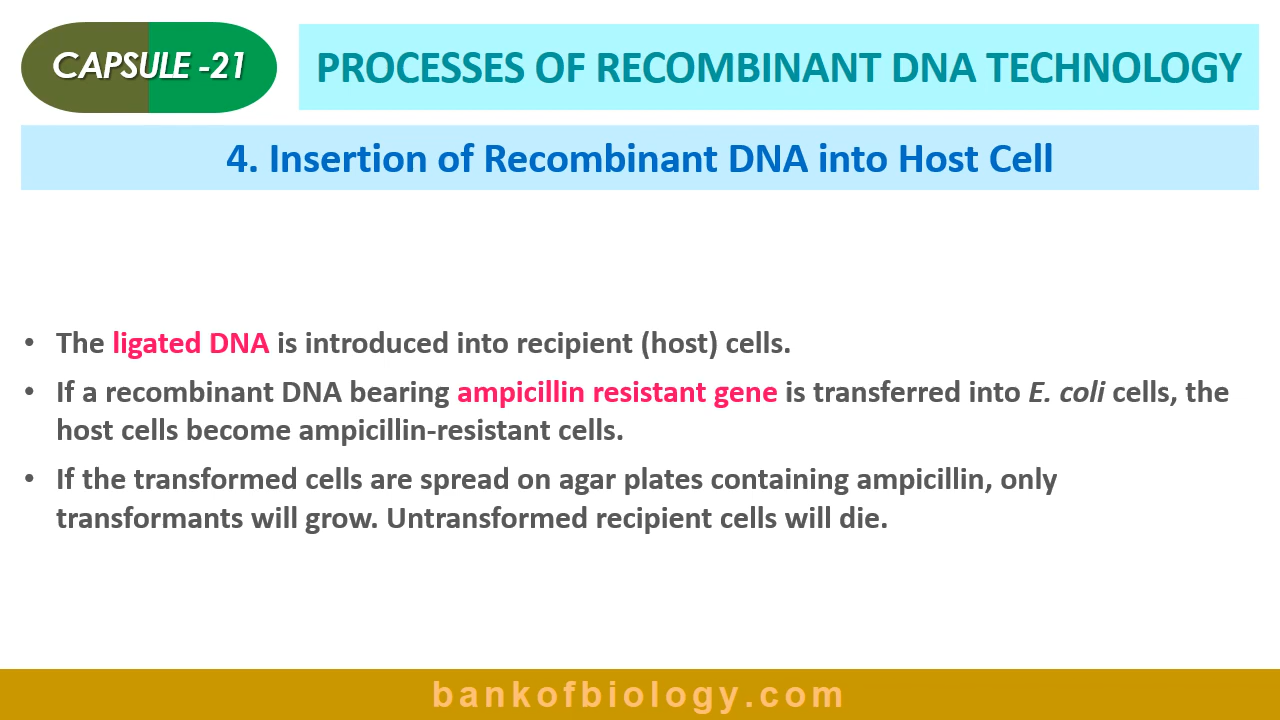 CAPSULE -21
PROCESSES OF RECOMBINANT DNA TECHNOLOGY
4. Insertion of Recombinant DNA into Host Cell
• The ligated DNA is introduced into recipient (host) cells.
• If a recombinant DNA bearing ampicillin resistant gene is transferred into E. coli cells, the
host cells become ampicillin-resistant cells.
• If the transformed cells are spread on agar plates containing ampicillin, only
transformants will grow. Untransformed recipient cells will die.
bankofbiology.com